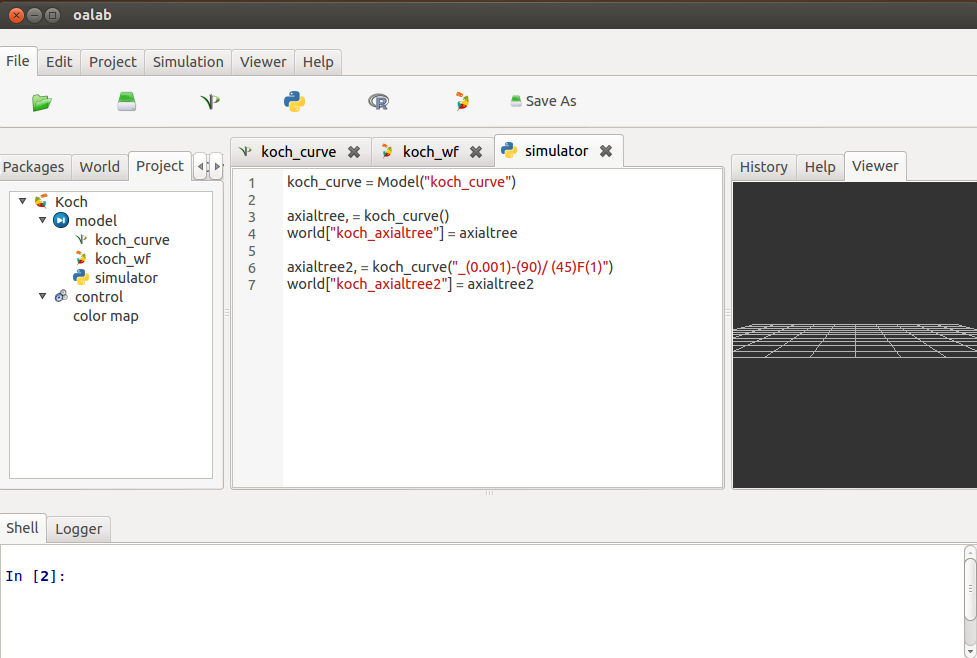 oalab
File Edit Project Simulation Viewer Help
Save As
Packages World Project
Koch
model
koch_curve
koch_wf
simulator
control
color map
koch_curve koch_wf simulator
1 koch_curve = Model("koch_curve")
2
3 axialtree, = koch_curve()
4 world["koch_axialtree"] = axialtree
5
6 axialtree2, = koch_curve("_(0.001)-(90)/ (45)F(1)")
7 world["koch_axialtree2"] = axialtree2
History Help Viewer
Shell Logger
In [2]: